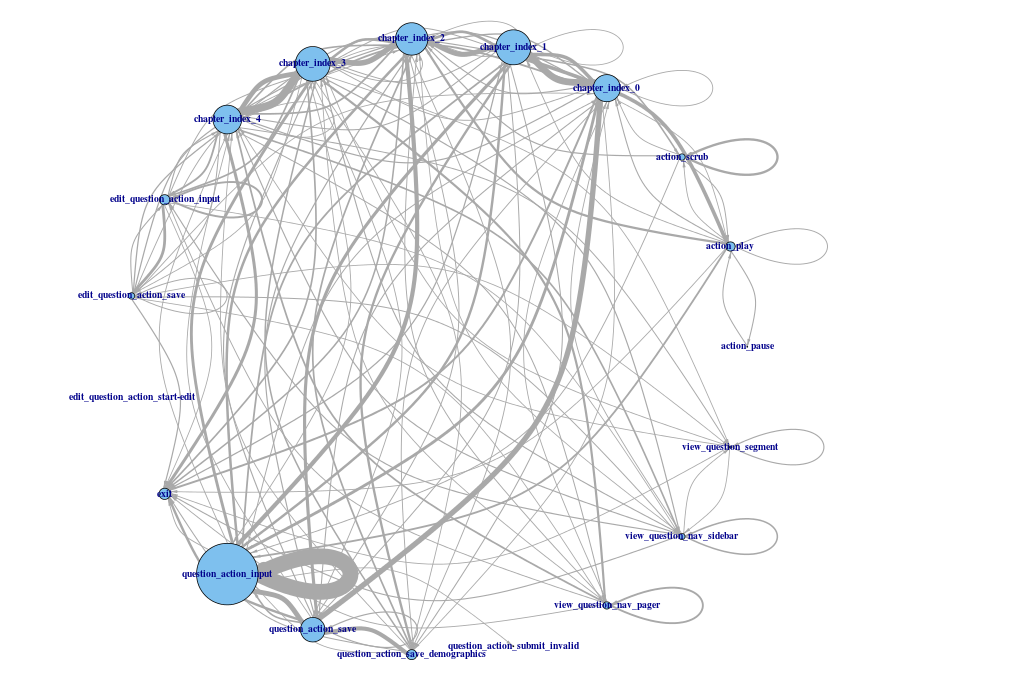 chapter_index_2
chapter_index_1
chapter_index_3
chapter_index_0
chapter_index_4
action_scrub
edit_question_action_input
action_play
edit_question_action_save
action_pause
edit_question_action_start-edit
view_question_segment
exit
view_question_nav_sidebar
question_action_input
view_question_nav_pager
question_action_save
question_action_submit_invalid
question_action_save_demographics